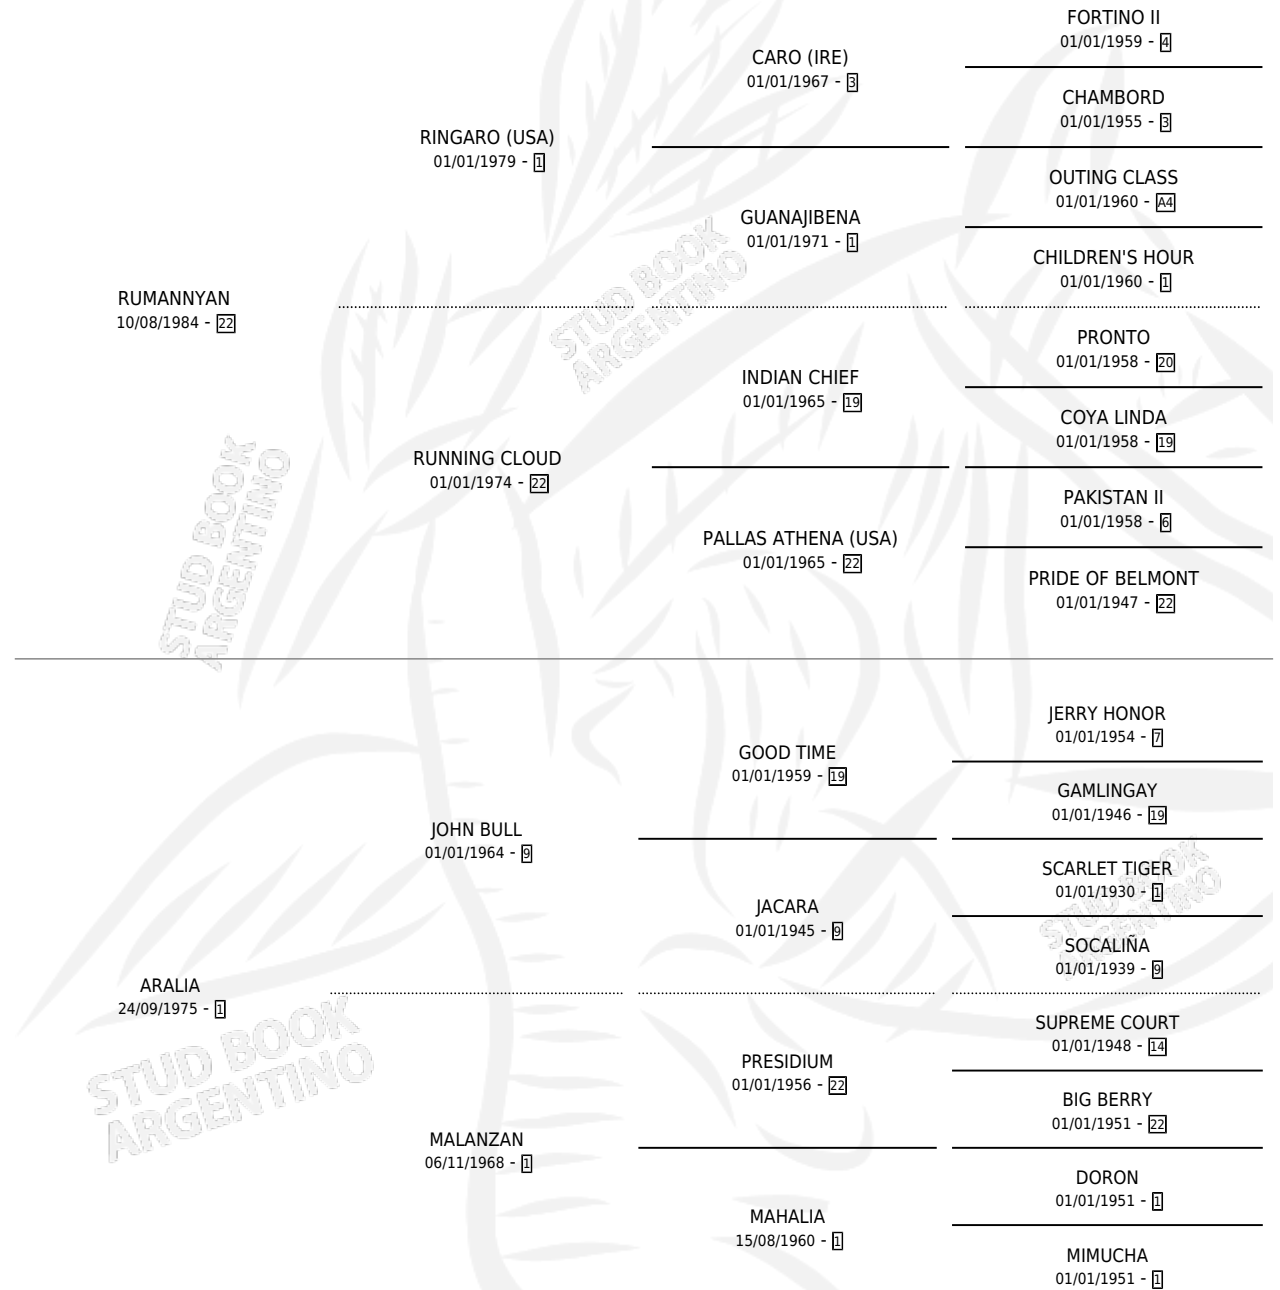 FORTINO II
01/01/1959 - 4
CARO (IRE)
01/01/1967 - 3
CHAMBORD
01/01/1955 - 3
RINGARO (USA)
01/01/1979 - 1
OUTING CLASS
01/01/1960 - A4
GUANAJIBENA
01/01/1971 - 1
CHILDREN'S HOUR
01/01/1960 - 1
RUMANNYAN
10/08/1984 - 22
PRONTO
01/01/1958 - 20
INDIAN CHIEF
01/01/1965 - 19
COYA LINDA
01/01/1958 - 19
RUNNING CLOUD
01/01/1974 - 22
PAKISTAN II
01/01/1958 - 6
PALLAS ATHENA (USA)
01/01/1965 - 22
PRIDE OF BELMONT
01/01/1947 - 22
JERRY HONOR
01/01/1954 - 7
GOOD TIME
01/01/1959 - 19
GAMLINGAY
01/01/1946 - 19
JOHN BULL
01/01/1964 - 9
SCARLET TIGER
01/01/1930 - 1
JACARA
01/01/1945 - 9
SOCALIÑA
01/01/1939 - 9
ARALIA
24/09/1975 - 1
SUPREME COURT
01/01/1948 - 14
PRESIDIUM
01/01/1956 - 22
BIG BERRY
01/01/1951 - 22
MALANZAN
06/11/1968 - 1
DORON
01/01/1951 - 1
MAHALIA
15/08/1960 - 1
MIMUCHA
01/01/1951 - 1
STUD BOOK
ARGENTINO
STUD BOOK
ARGENTINO
STUD BOOK
ARGENTINO
STUD BOOK
ARGENTINO